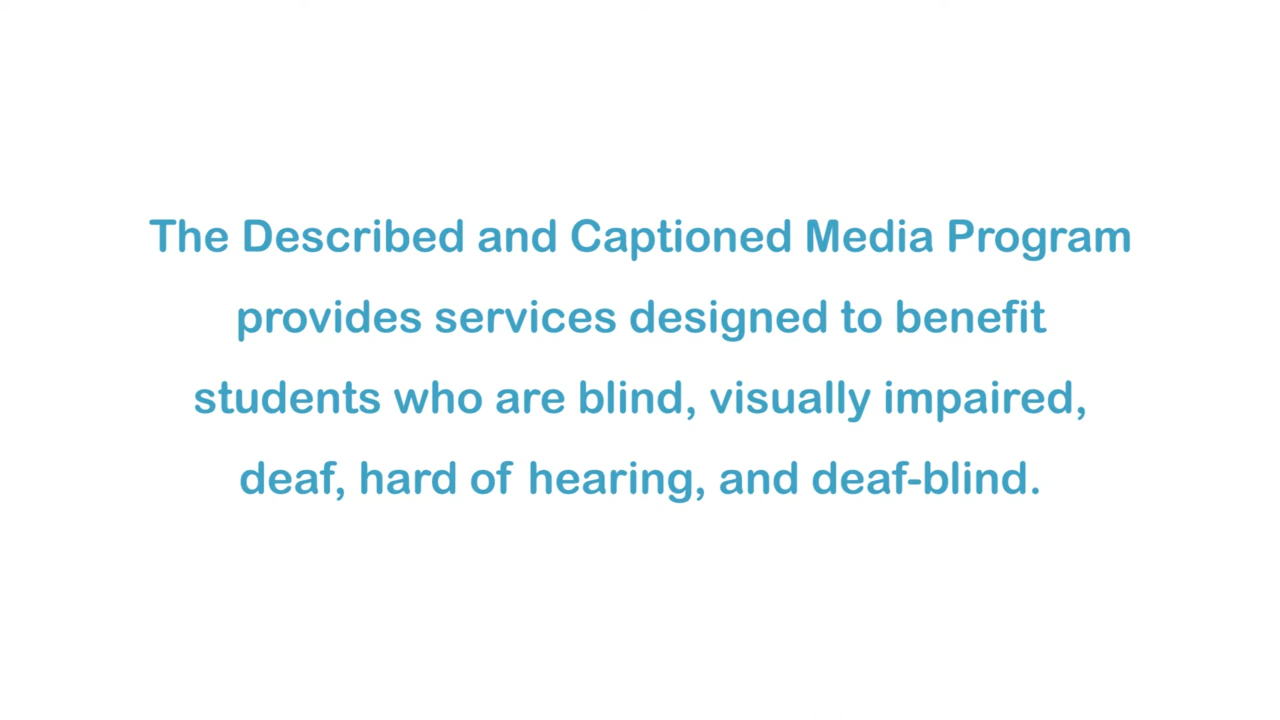 The Described and Captioned Media Program
provides services designed to benefit
students who are blind, visually impaired,
deaf, hard of hearing, and deaf-blind.